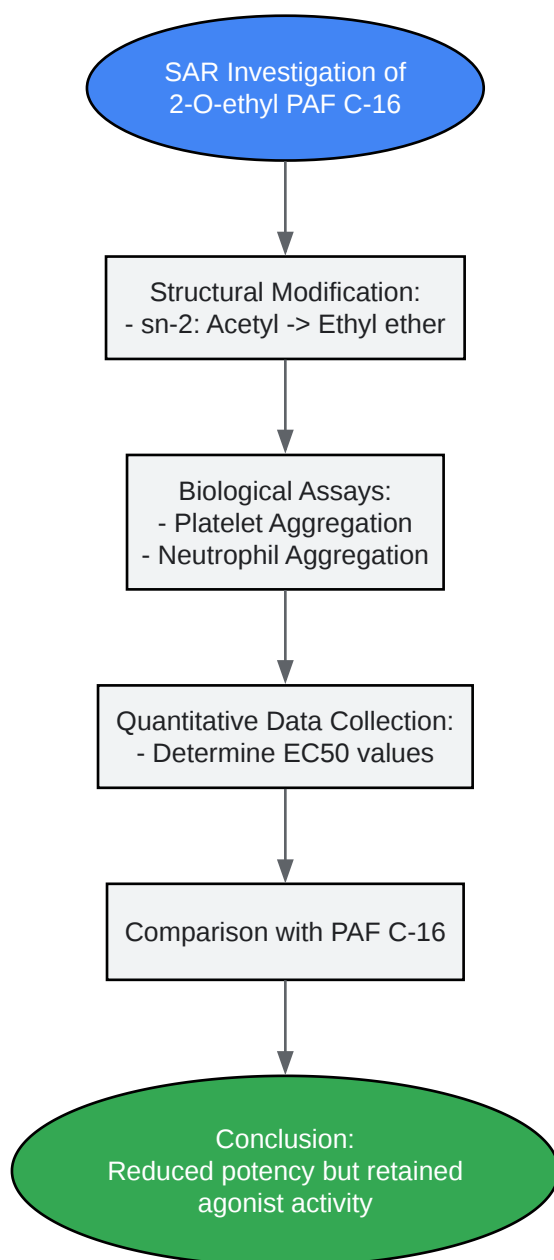 SAR Investigation of
2-O-ethyl PAF C-16
Structural Modification:
- sn-2: Acetyl -> Ethyl ether
Biological Assays:
- Platelet Aggregation
- Neutrophil Aggregation
Quantitative Data Collection:
- Determine EC50 values
Comparison with PAF C-16
Conclusion:
Reduced potency but retained
agonist activity